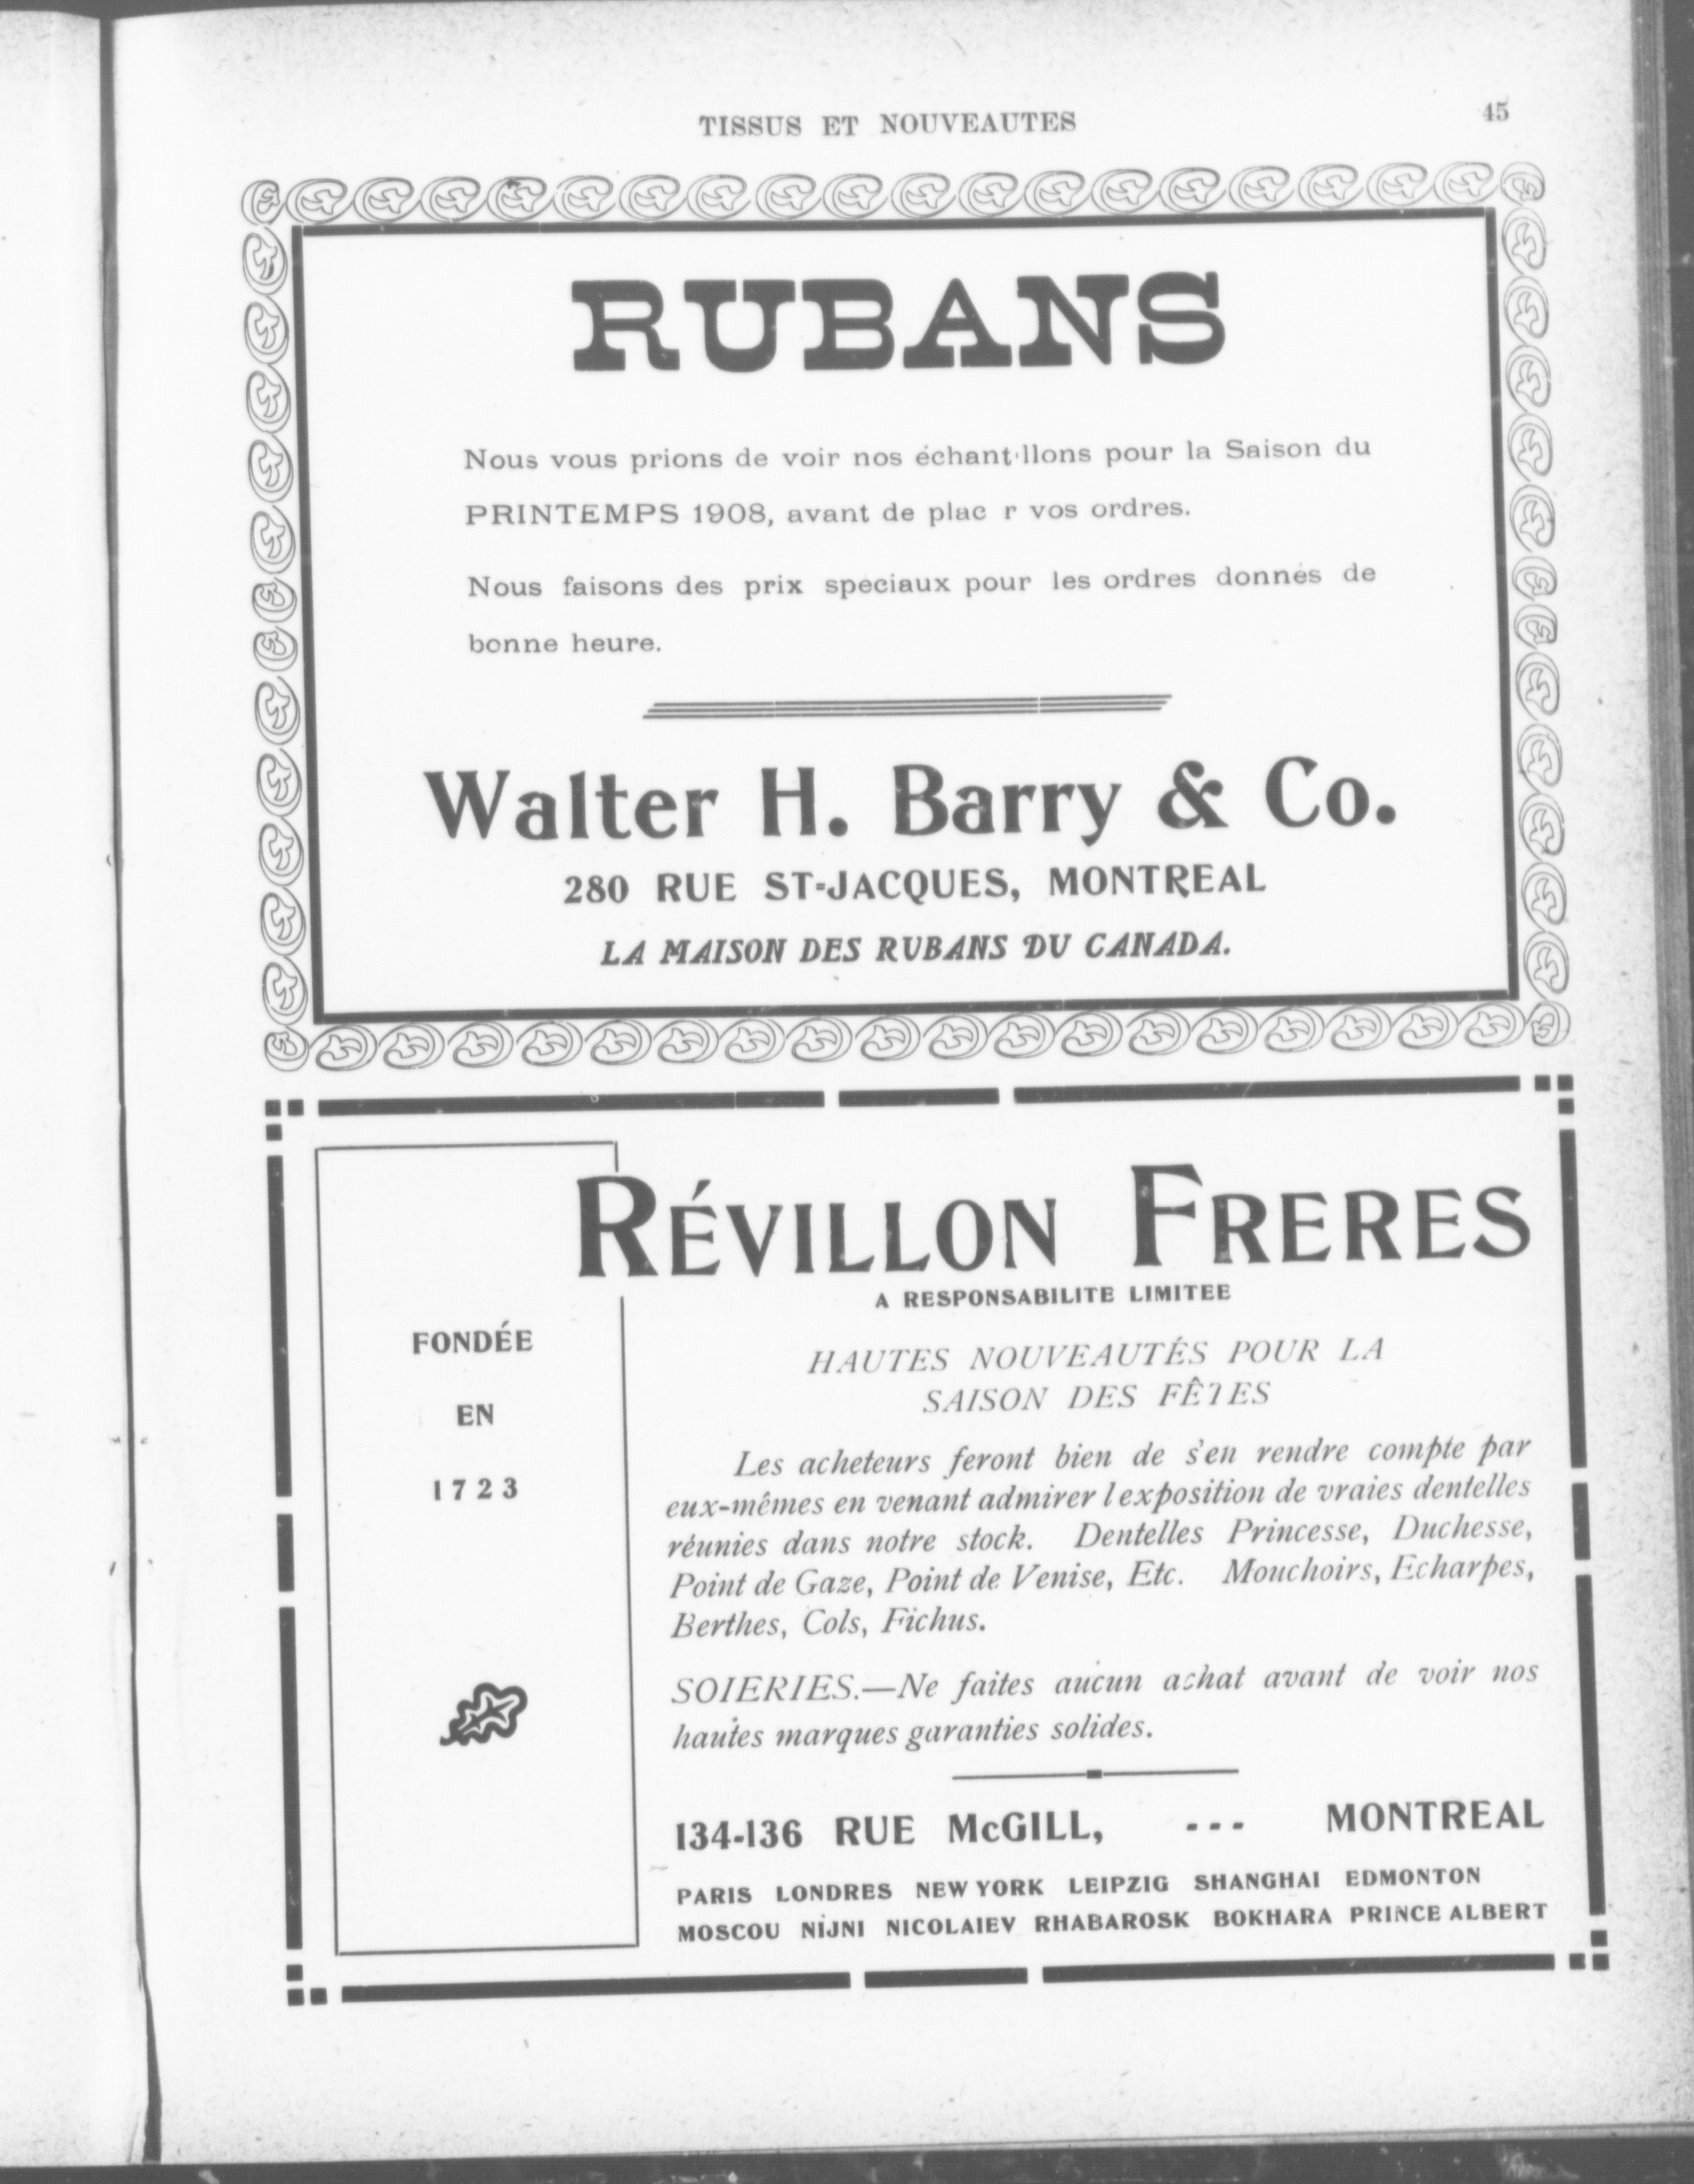 TISSUS ET NOUVEAUTES
45
RUBANS
Nous vous prions de voir nos échant llons pour la Saison du
PRINTEMPS 1908, avant de plac r vos ordres.
Nous faisons des prix speciaux pour les ordres donnés de
bonne heure.
Walter H. Barry & Co.
280 RUE ST-JACQUES, MONTREAL
LA MAISON DES RUBANS DU CANADA.
RÉVILLON FRERES
A RESPONSABILITE LIMITEE
FONDÉE
EN
1723
HAUTES NOUVEAUTÉS POUR LA
SAISON DES FÊTES
Les acheteurs feront bien de s'en rendre compte par
eux-mêmes en venant admirer l exposition de vraies dentelles
réunies dans notre stock. Dentelles Princesse, Duchesse,
Point de Gaze, Point de Venise, Etc. Mouchoirs, Echarpes,
Berthes, Cols, Fichus.
SOIERIES.—Ne faites aucun achat avant de voir nos
hautes marques garanties solides.
134-136 RUE McGILL, - - - MONTREAL
PARIS LONDRES NEW YORK LEIPZIG SHANGHAI EDMONTON
MOSCOU NIJNI NICOLAIEV RHABAROSK BOKHARA PRINCE ALBERT